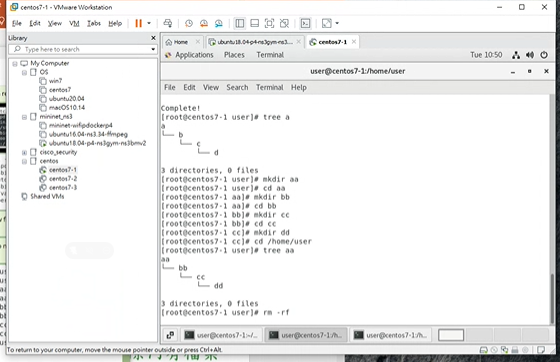 centos7-1 - VMware Workstation
File Edit View VM Tabs Help
Library
Type here to search
My Computer
OS
win7
centos7
ubuntu20.04
macOS10.14
mininet_ns3
mininet-wifipdockerp4
ubuntu16.04-ns3.34-ffmpeg
ubuntu18.04-p4-ns3gym-ns3bmv2
cisco_security
centos
centos7-1
centos7-2
centos7-3
Shared VMs
Home ubuntu18.04-p4-ns3gym-ns3... centos7-1
Applications Places Terminal Tue 10:50
user@centos7-1:/home/user
File Edit View Search Terminal Help
Complete!
[root@centos7-1 user]# tree a
a
└── b
└── c
└── d
3 directories, 0 files
[root@centos7-1 user]# mkdir aa
[root@centos7-1 user]# cd aa
[root@centos7-1 aa]# mkdir bb
[root@centos7-1 aa]# cd bb
[root@centos7-1 bb]# mkdir cc
[root@centos7-1 bb]# cd cc
[root@centos7-1 cc]# mkdir dd
[root@centos7-1 cc]# cd /home/user
[root@centos7-1 user]# tree aa
aa
└── bb
└── cc
└── dd
3 directories, 0 files
[root@centos7-1 user]# rm -rf
user@centos7-1:~/... user@centos7-1:/h... user@centos7-1:/h...
To return to your computer, move the mouse pointer outside or press Ctrl+Alt.